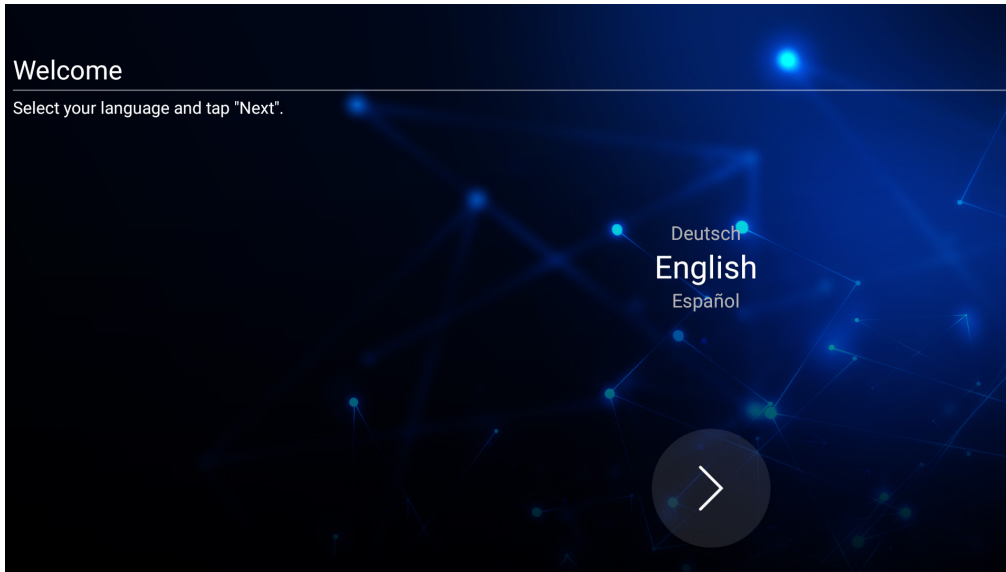 Welcome
Select your language and tap "Next".
Deutsch
English
Español